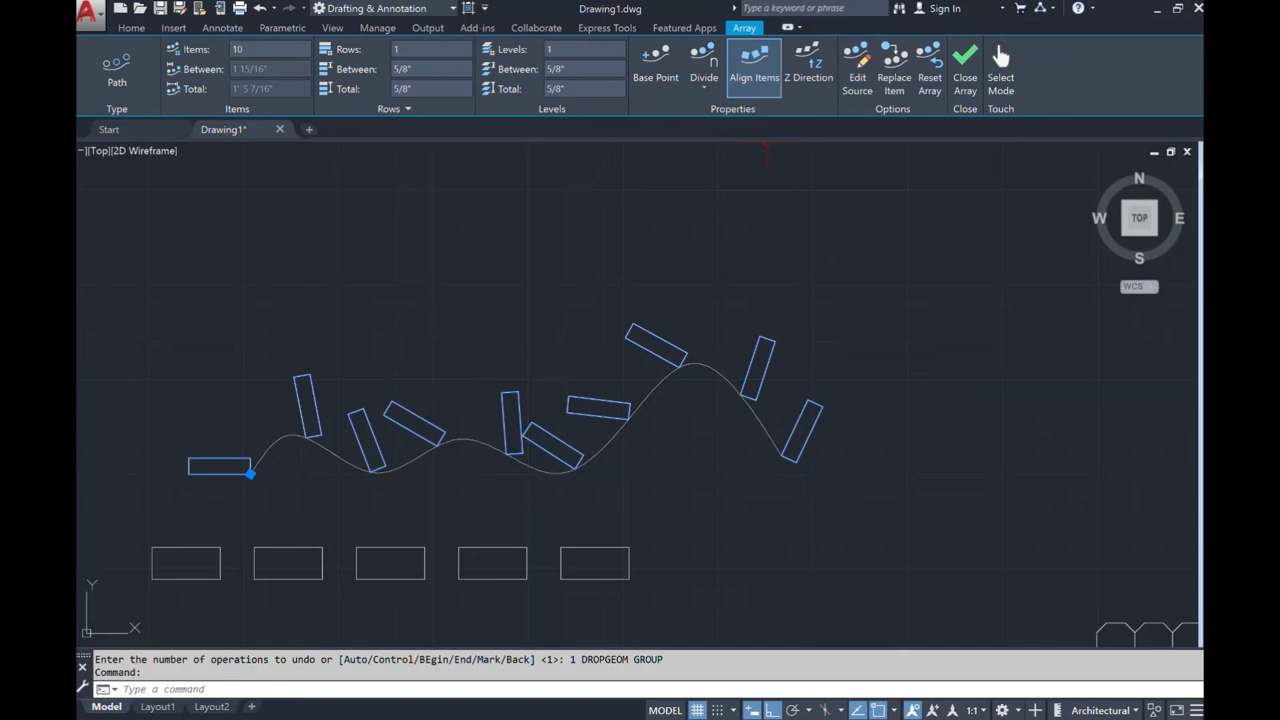 Drafting & Annotation
Drawing1.dwg
Type a keyword or phrase
Sign In
Home Insert Annotate Parametric View Manage Output Add-ins Collaborate Express Tools Featured Apps Array
Items: 10 Rows: 1 Levels: 1
Between: 1 15/16" Between: 5/8" Between: 5/8"
Total: 1' 5 7/16" Total: 5/8" Total: 5/8"
Path
Base Point Divide Align Items Z Direction
Edit Source
Replace Item
Reset Array
Close Array
Select Mode
Type Items Rows Levels Properties Options Close Touch
Start Drawing1*
–][Top][2D Wireframe]
N
W TOP E
S
WCS
Y
X
Enter the number of operations to undo or [Auto/Control/BEgin/End/Mark/Back] <1>: 1 DROPGEOM GROUP
Command:
Type a command
Model Layout1 Layout2
MODEL 1:1 Architectural